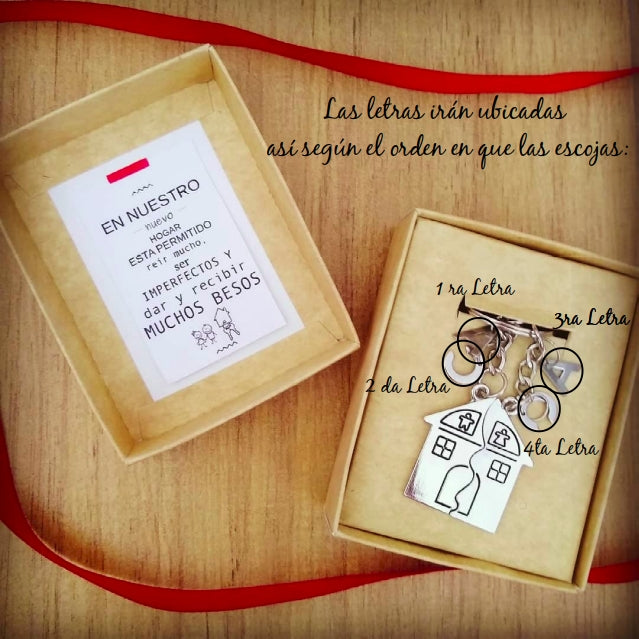 Las letras irán ubicadas
así según el orden en que las escojas:
EN NUESTRO
nuevo
HOGAR
ESTA PERMITIDO
reir mucho,
ser
IMPERFECTOS Y
dar y recibir
MUCHOS BESOS
1 ra Letra
3ra Letra
2 da Letra
4ta Letra
A